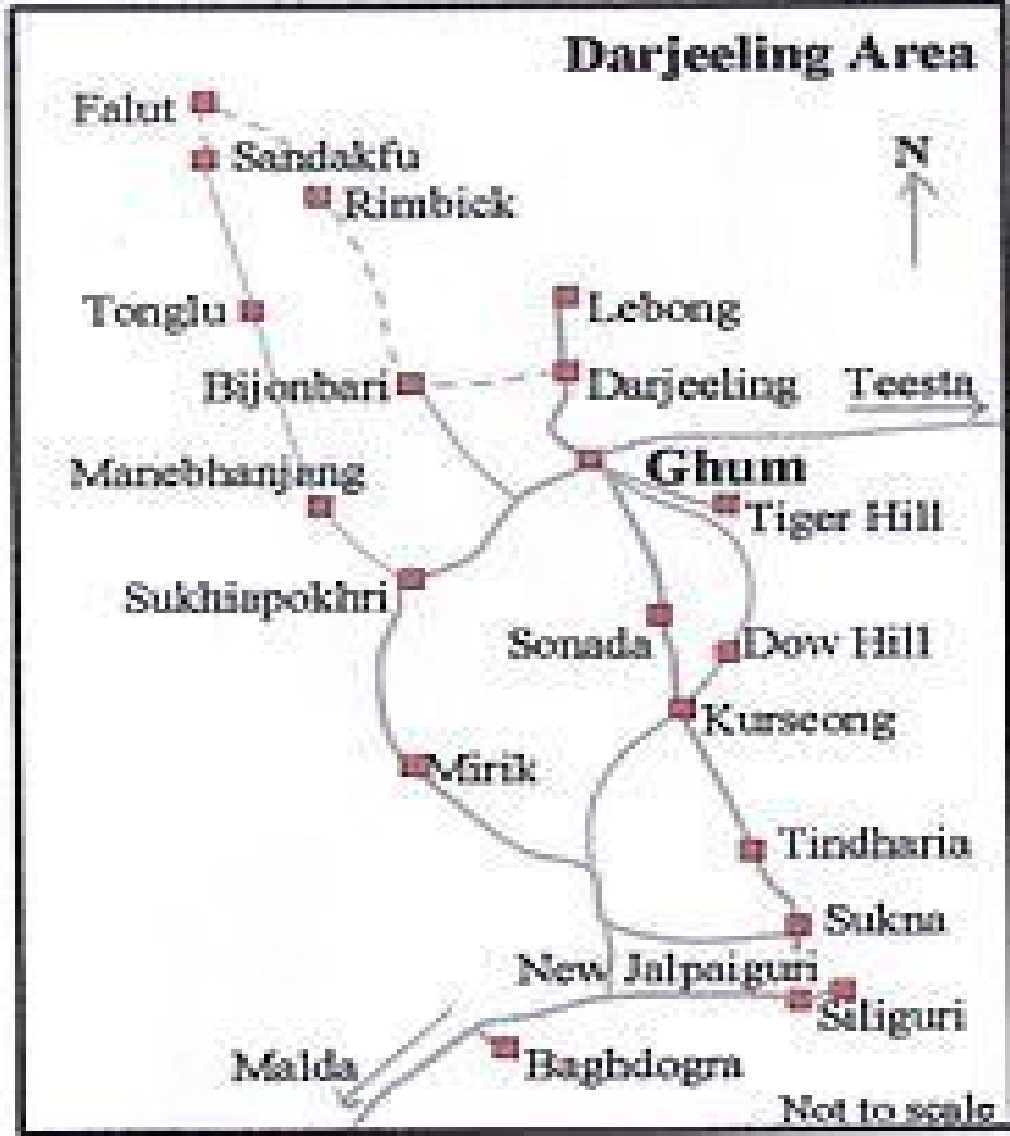 Darjeeling Area
Falut
N
Sandakfu
Rimbick
Tonglu
Lebong
Bijonbari
Darjeeling
Teesta
Manebhanjang
Ghum
Tiger Hill
Sukhiapokhri
Sonada
Dow Hill
Kurseong
Mirik
Tindharia
Sukna
New Jalpaiguri
Siliguri
Malda
Baghdogra
Not to scale